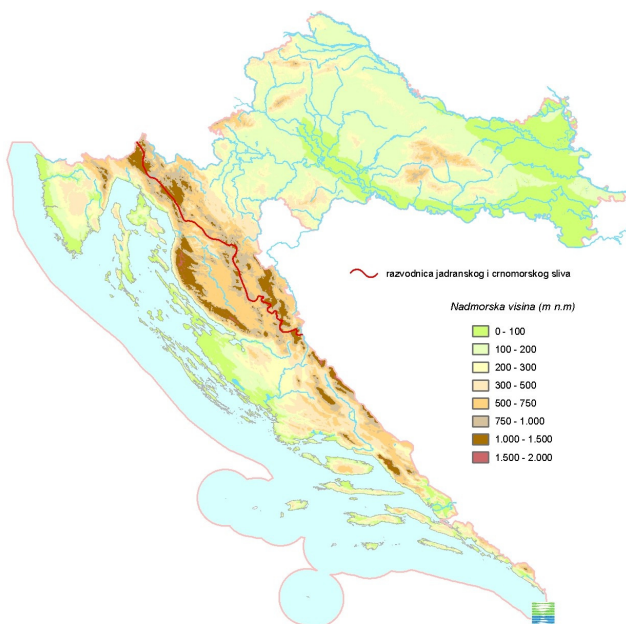 razvodnica jadranskog i crnomorskog sliva
Nadmorska visina (m n.m)
0 - 100
100 - 200
200 - 300
300 - 500
500 - 750
750 - 1.000
1.000 - 1.500
1.500 - 2.000